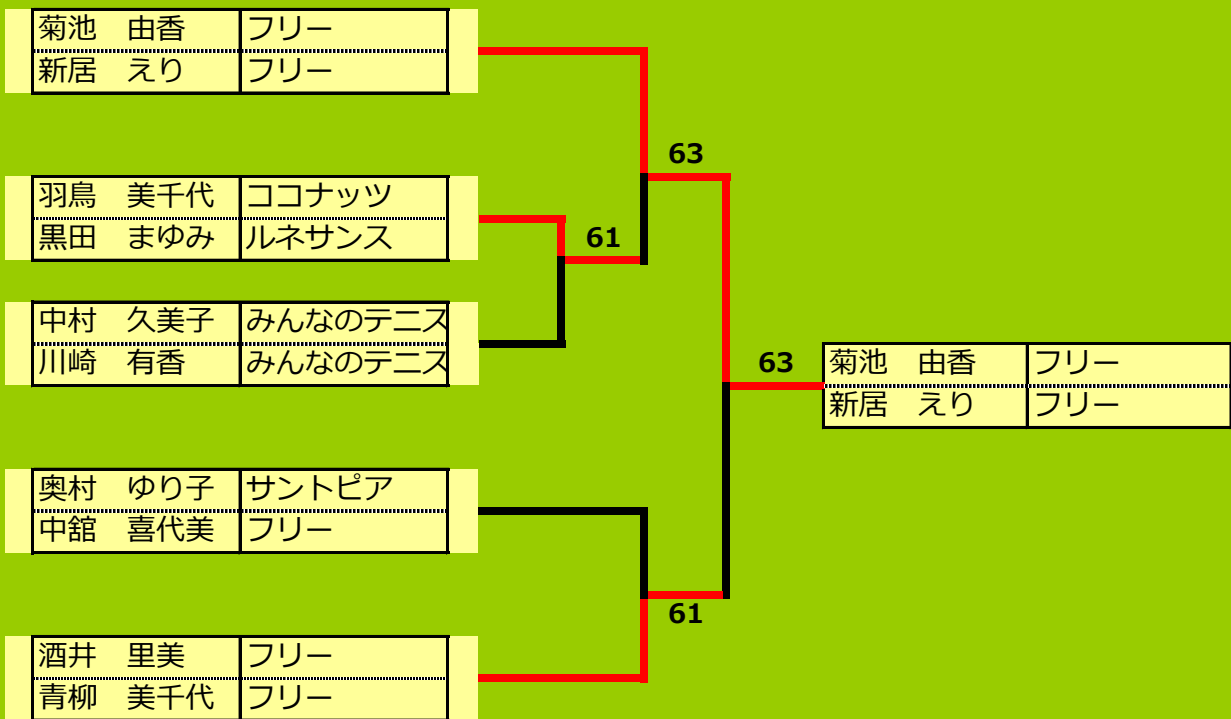 菊池　由香　フリー
新居　えり　フリー
63
羽鳥　美千代　ココナッツ
黒田　まゆみ　ルネサンス
61
中村　久美子　みんなのテニス
川崎　有香　みんなのテニス
63
菊池　由香　フリー
新居　えり　フリー
奥村　ゆり子　サントピア
中舘　喜代美　フリー
61
酒井　里美　フリー
青柳　美千代　フリー